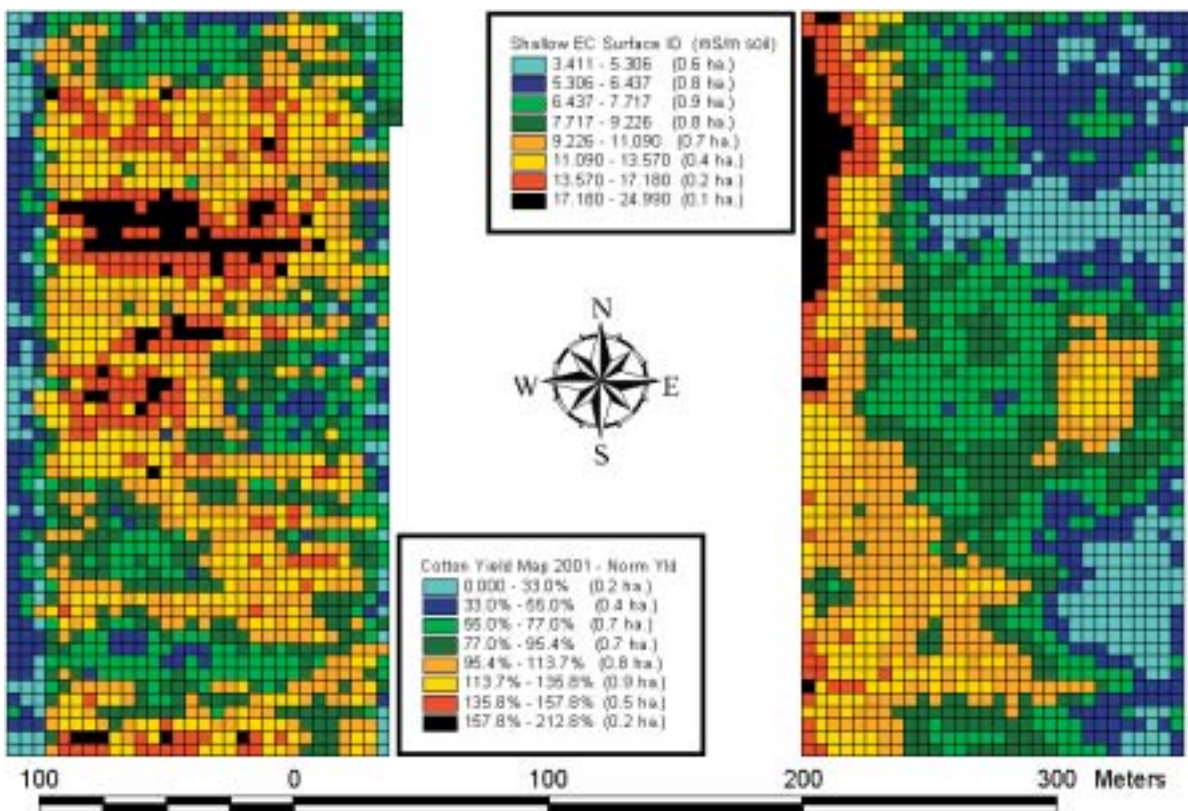 Shallow EC Surface ID (mS/m soil)
3.411 - 5.306 (0.6 ha.)
5.306 - 6.437 (0.8 ha.)
6.437 - 7.717 (0.9 ha.)
7.717 - 9.226 (0.8 ha.)
9.226 - 11.090 (0.7 ha.)
11.090 - 13.570 (0.4 ha.)
13.570 - 17.180 (0.2 ha.)
17.180 - 24.990 (0.1 ha.)
N
W E
S
Cotton Yield Map 2001 - Norm Yld
0.000 - 33.0% (0.2 ha.)
33.0% - 55.0% (0.4 ha.)
55.0% - 77.0% (0.7 ha.)
77.0% - 95.4% (0.7 ha.)
95.4% - 113.7% (0.8 ha.)
113.7% - 135.8% (0.9 ha.)
135.8% - 157.8% (0.5 ha.)
157.8% - 212.8% (0.2 ha.)
100 0 100 200 300 Meters